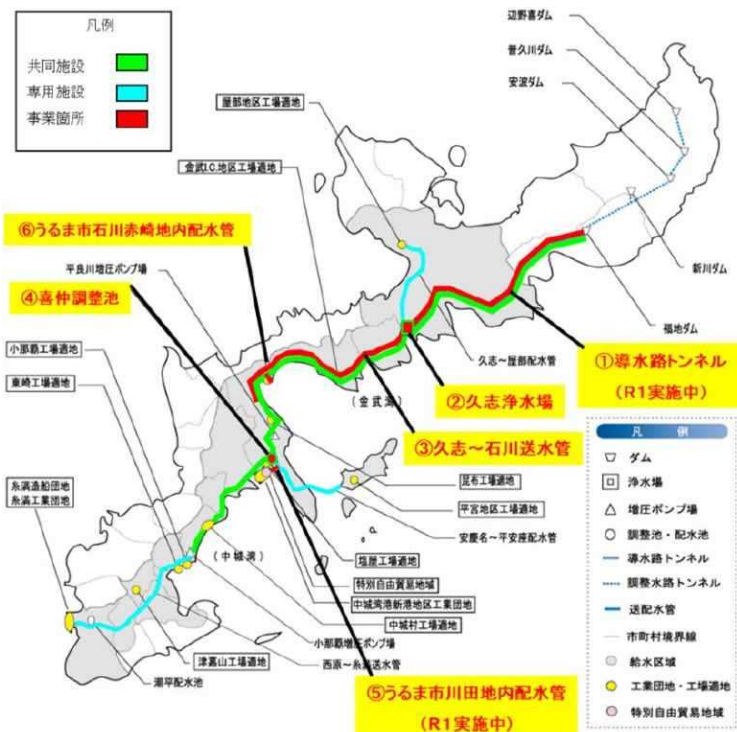 凡例
共同施設
専用施設
事業箇所
辺野喜ダム
普久川ダム
安波ダム
屋部地区工場適地
金武I.C.地区工場適地
⑥うるま市石川赤崎地内配水管
平良川増圧ポンプ場
④喜仲調整池
小那覇工場適地
東崎工場適地
糸満造船団地
糸満工業団地
新川ダム
福地ダム
久志～屋部配水管
①導水路トンネル
(R1実施中)
②久志浄水場
(金武湾)
③久志～石川送水管
昆布工場適地
平宮地区工場適地
安慶名～平安座配水管
(中城湾)
塩屋工場適地
特別自由貿易地域
中城湾港新港地区工業団地
中城村工場適地
小那覇増圧ポンプ場
津嘉山工場適地
西原～糸満送水管
潮平配水池
⑤うるま市川田地内配水管
(R1実施中)
凡例
ダム
浄水場
増圧ポンプ場
調整池・配水池
導水路トンネル
調整水路トンネル
送配水管
市町村境界線
給水区域
工業団地・工場適地
特別自由貿易地域